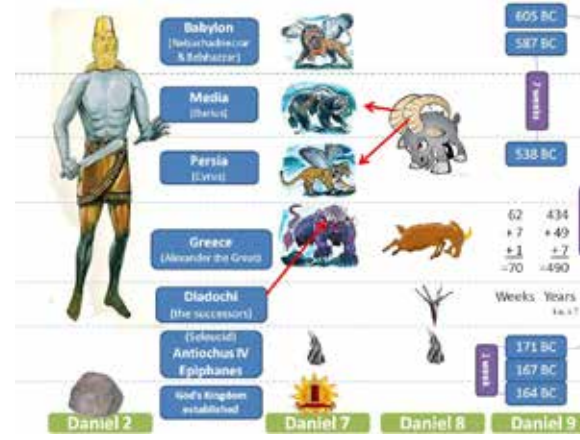 Babylon
(Nebuchadnezzar
& Belshazzar)
605 BC
587 BC
7 weeks
Media
(Darius)
Persia
(Cyrus)
538 BC
Greece
(Alexander the Great)
62 434
+ 7 + 49
+ 1 + 7
=70 =490
Weeks Years
Diadochi
(the successors)
(Seleucid)
Antiochus IV
Epiphanes
171 BC
1 week
167 BC
164 BC
God's Kingdom
established
Daniel 2
Daniel 7
Daniel 8
Daniel 9